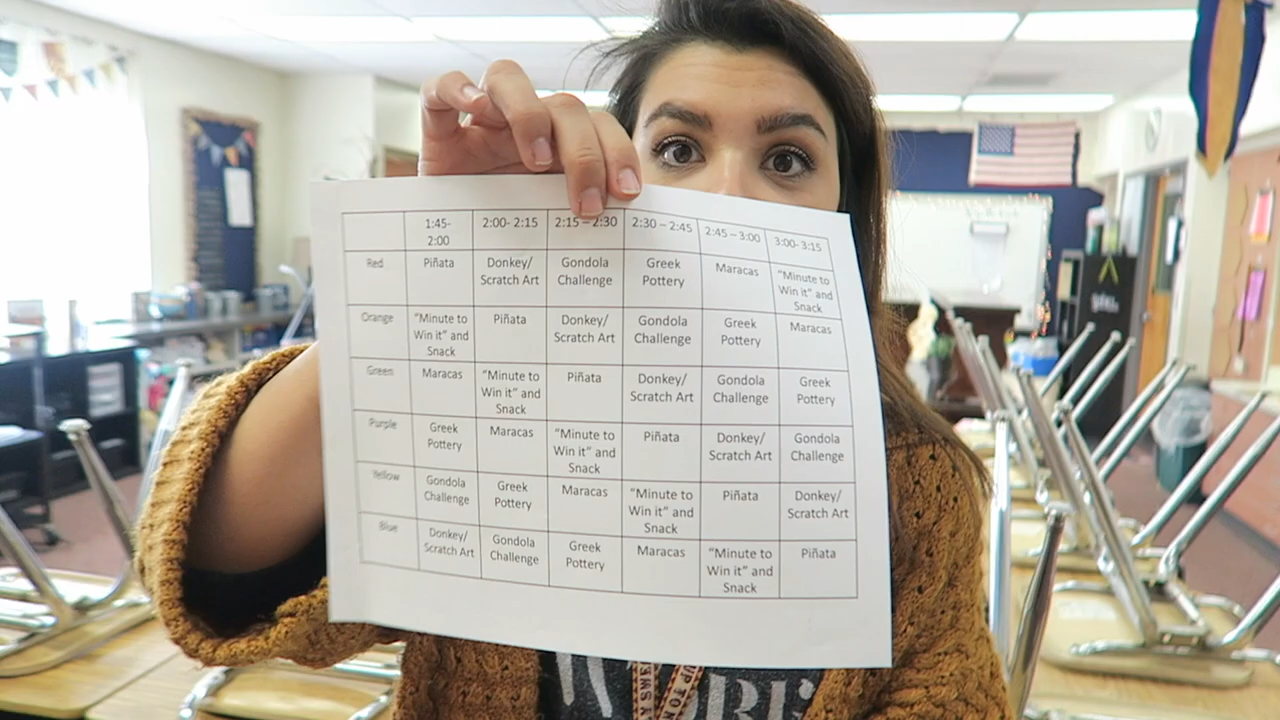 1:45-
2:00
2:00- 2:15
2:15 – 2:30
2:30 – 2:45
2:45 – 3:00
3:00- 3:15
Red
Piñata
Donkey/
Scratch Art
Gondola
Challenge
Greek
Pottery
Maracas
"Minute to
Win it" and
Snack
Orange
"Minute to
Win it" and
Snack
Piñata
Donkey/
Scratch Art
Gondola
Challenge
Greek
Pottery
Maracas
Green
Maracas
"Minute to
Win it" and
Snack
Piñata
Donkey/
Scratch Art
Gondola
Challenge
Greek
Pottery
Purple
Greek
Pottery
Maracas
"Minute to
Win it" and
Snack
Piñata
Donkey/
Scratch Art
Gondola
Challenge
Yellow
Gondola
Challenge
Greek
Pottery
Maracas
"Minute to
Win it" and
Snack
Piñata
Donkey/
Scratch Art
Blue
Donkey/
Scratch Art
Gondola
Challenge
Greek
Pottery
Maracas
"Minute to
Win it" and
Snack
Piñata